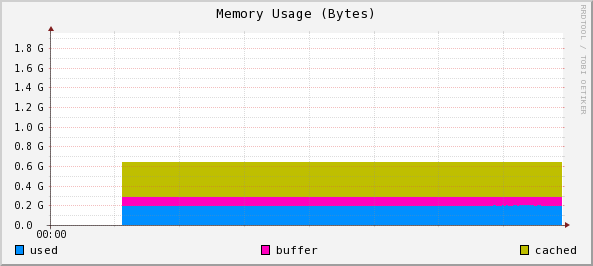 Memory Usage (Bytes)
RRDTOOL / TOBI OETIKER
1.8 G
1.6 G
1.4 G
1.2 G
1.0 G
0.8 G
0.6 G
0.4 G
0.2 G
0.0
00:00
used buffer cached